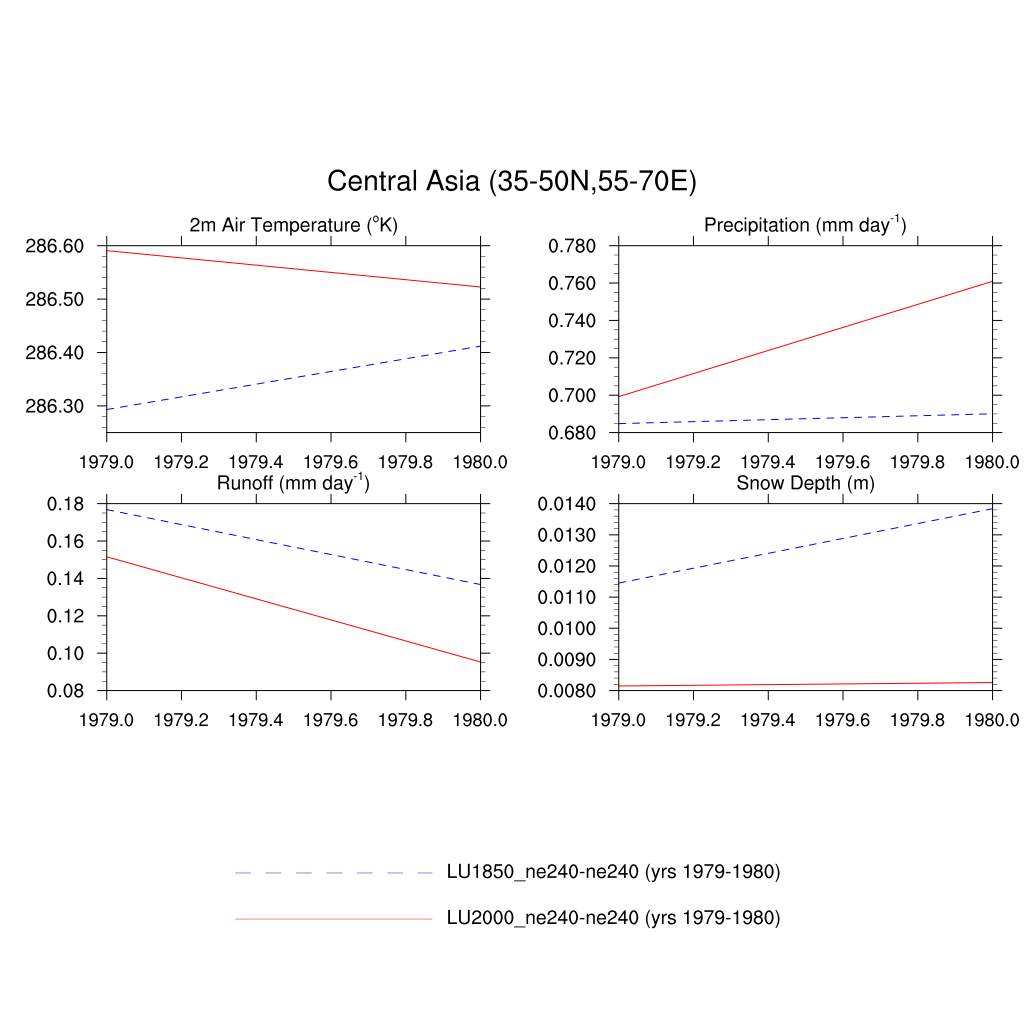 Central Asia (35-50N,55-70E)
2m Air Temperature (°K)
286.60
286.50
286.40
286.30
1979.0 1979.2 1979.4 1979.6 1979.8 1980.0
Precipitation (mm day-1)
0.780
0.760
0.740
0.720
0.700
0.680
1979.0 1979.2 1979.4 1979.6 1979.8 1980.0
Runoff (mm day-1)
0.18
0.16
0.14
0.12
0.10
0.08
1979.0 1979.2 1979.4 1979.6 1979.8 1980.0
Snow Depth (m)
0.0140
0.0130
0.0120
0.0110
0.0100
0.0090
0.0080
1979.0 1979.2 1979.4 1979.6 1979.8 1980.0
LU1850_ne240-ne240 (yrs 1979-1980)
LU2000_ne240-ne240 (yrs 1979-1980)